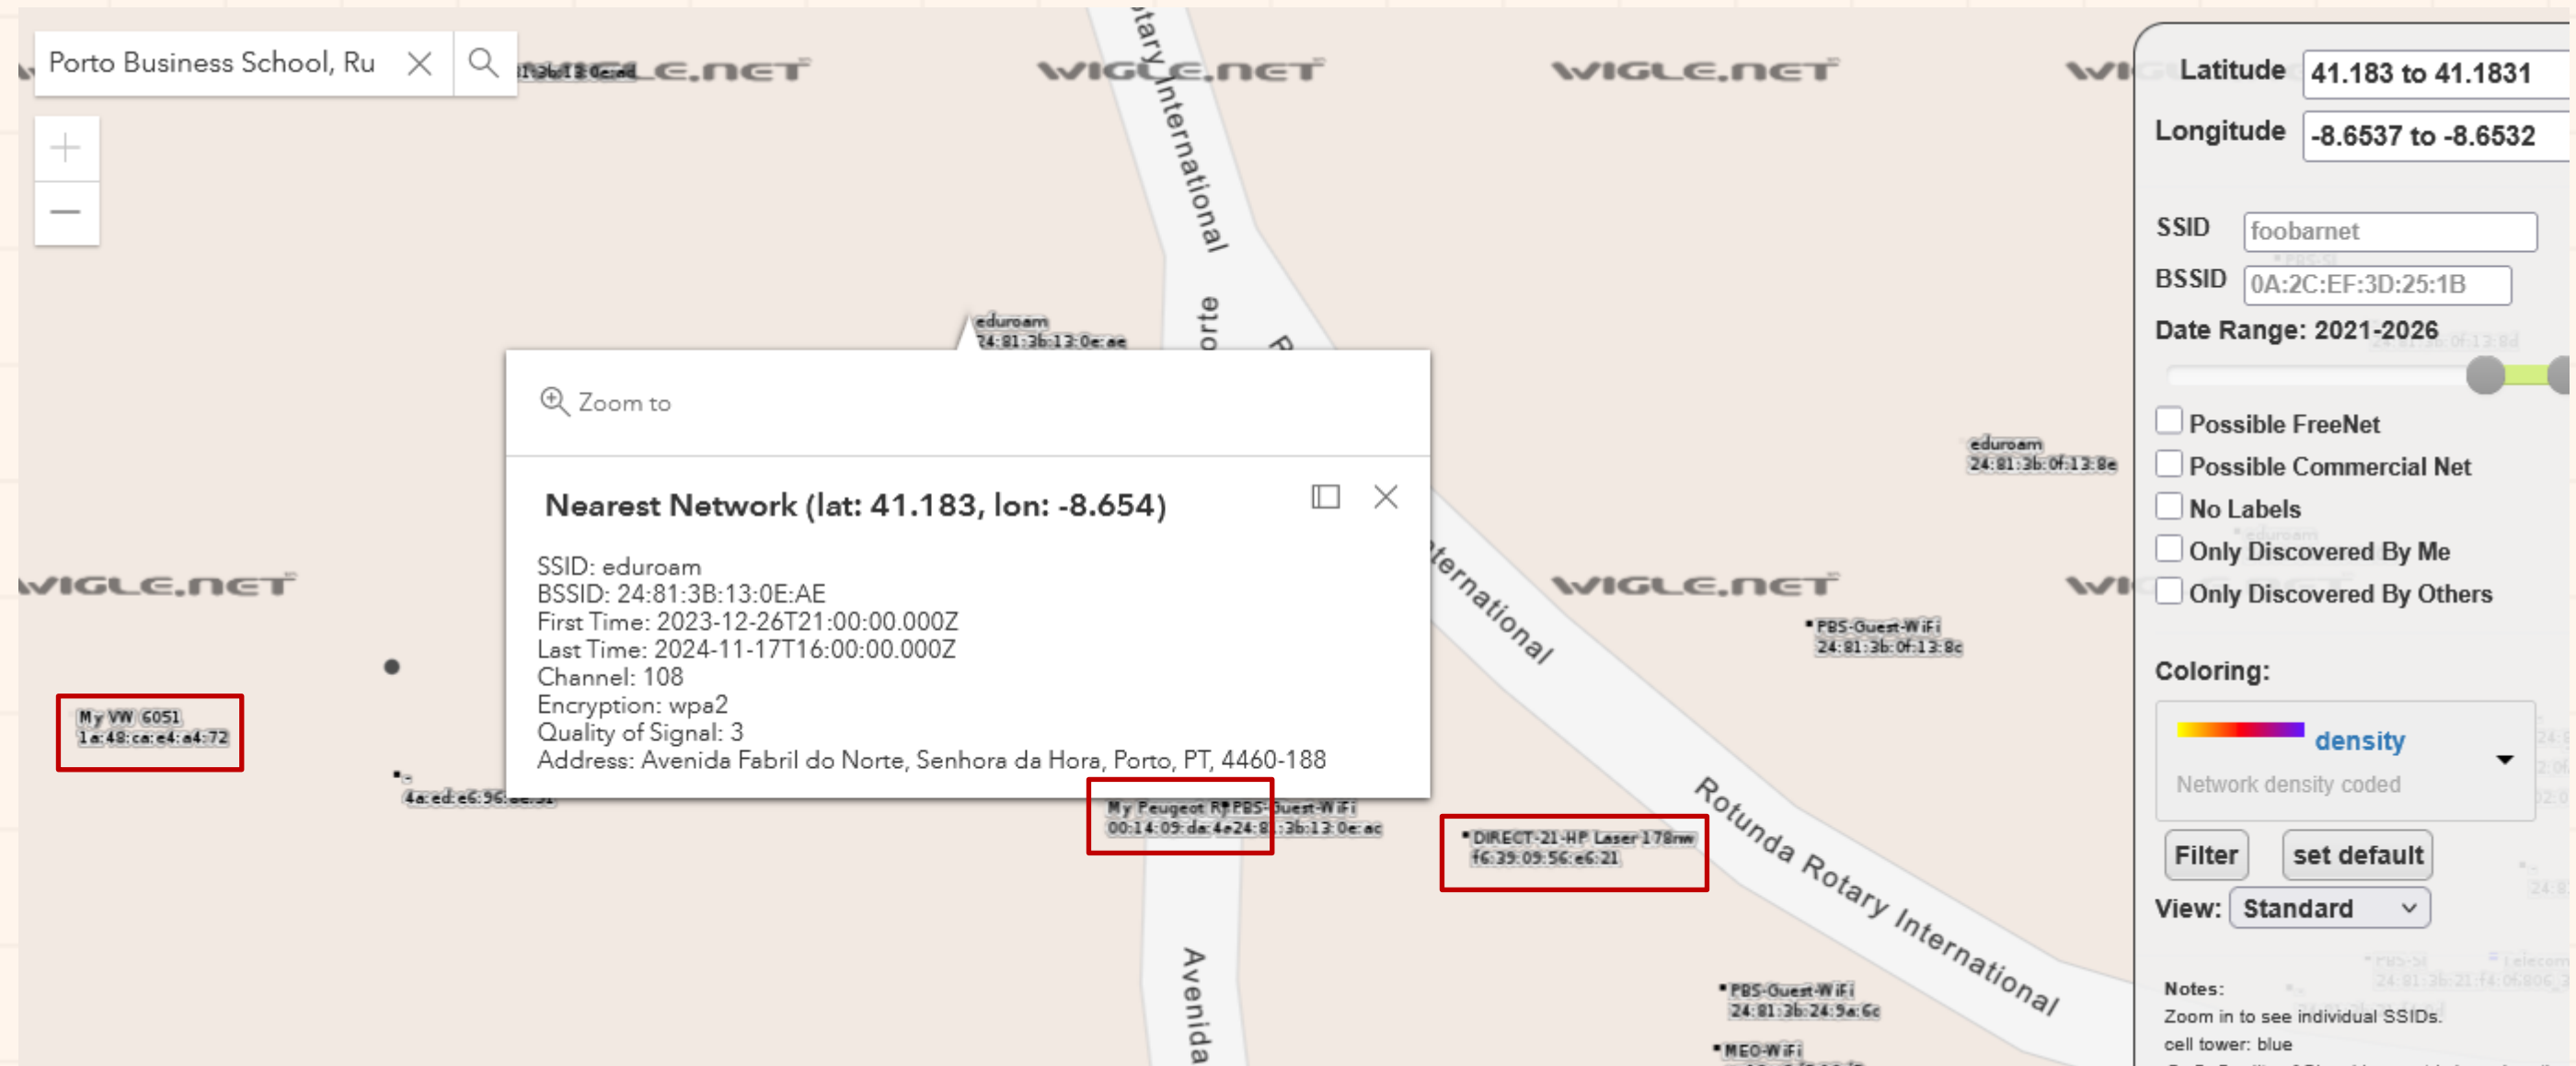 Porto Business School, Ru
WIGLE.NET
WIGLE.NET
Rotunda Rotary International
Zoom to
eduroam
24:81:3b:13:0e:ae
Nearest Network (lat: 41.183, lon: -8.654)
SSID: eduroam
BSSID: 24:81:3B:13:0E:AE
First Time: 2023-12-26T21:00:00.000Z
Last Time: 2024-11-17T16:00:00.000Z
Channel: 108
Encryption: wpa2
Quality of Signal: 3
Address: Avenida Fabril do Norte, Senhora da Hora, Porto, PT, 4460-188
eduroam
24:81:3b:0f:13:8e
WIGLE.NET
WIGLE.NET
PBS-Guest-WiFi
24:81:3b:0f:13:8c
My VW 6051
1a:48:ca:e4:a4:72
My Peugeot
PBS-Guest-WiFi
DIRECT-21-HP Laser 178nw
f6:39:09:56:e6:21
PBS-Guest-WiFi
24:81:3b:24:9a:6c
MEO-WiFi
Avenida
Latitude 41.183 to 41.1831
Longitude -8.6537 to -8.6532
SSID foobarnet
BSSID 0A:2C:EF:3D:25:1B
Date Range: 2021-2026
Possible FreeNet
Possible Commercial Net
No Labels
Only Discovered By Me
Only Discovered By Others
Coloring:
density
Network density coded
Filter set default
View: Standard
Notes:
Zoom in to see individual SSIDs.
cell tower: blue